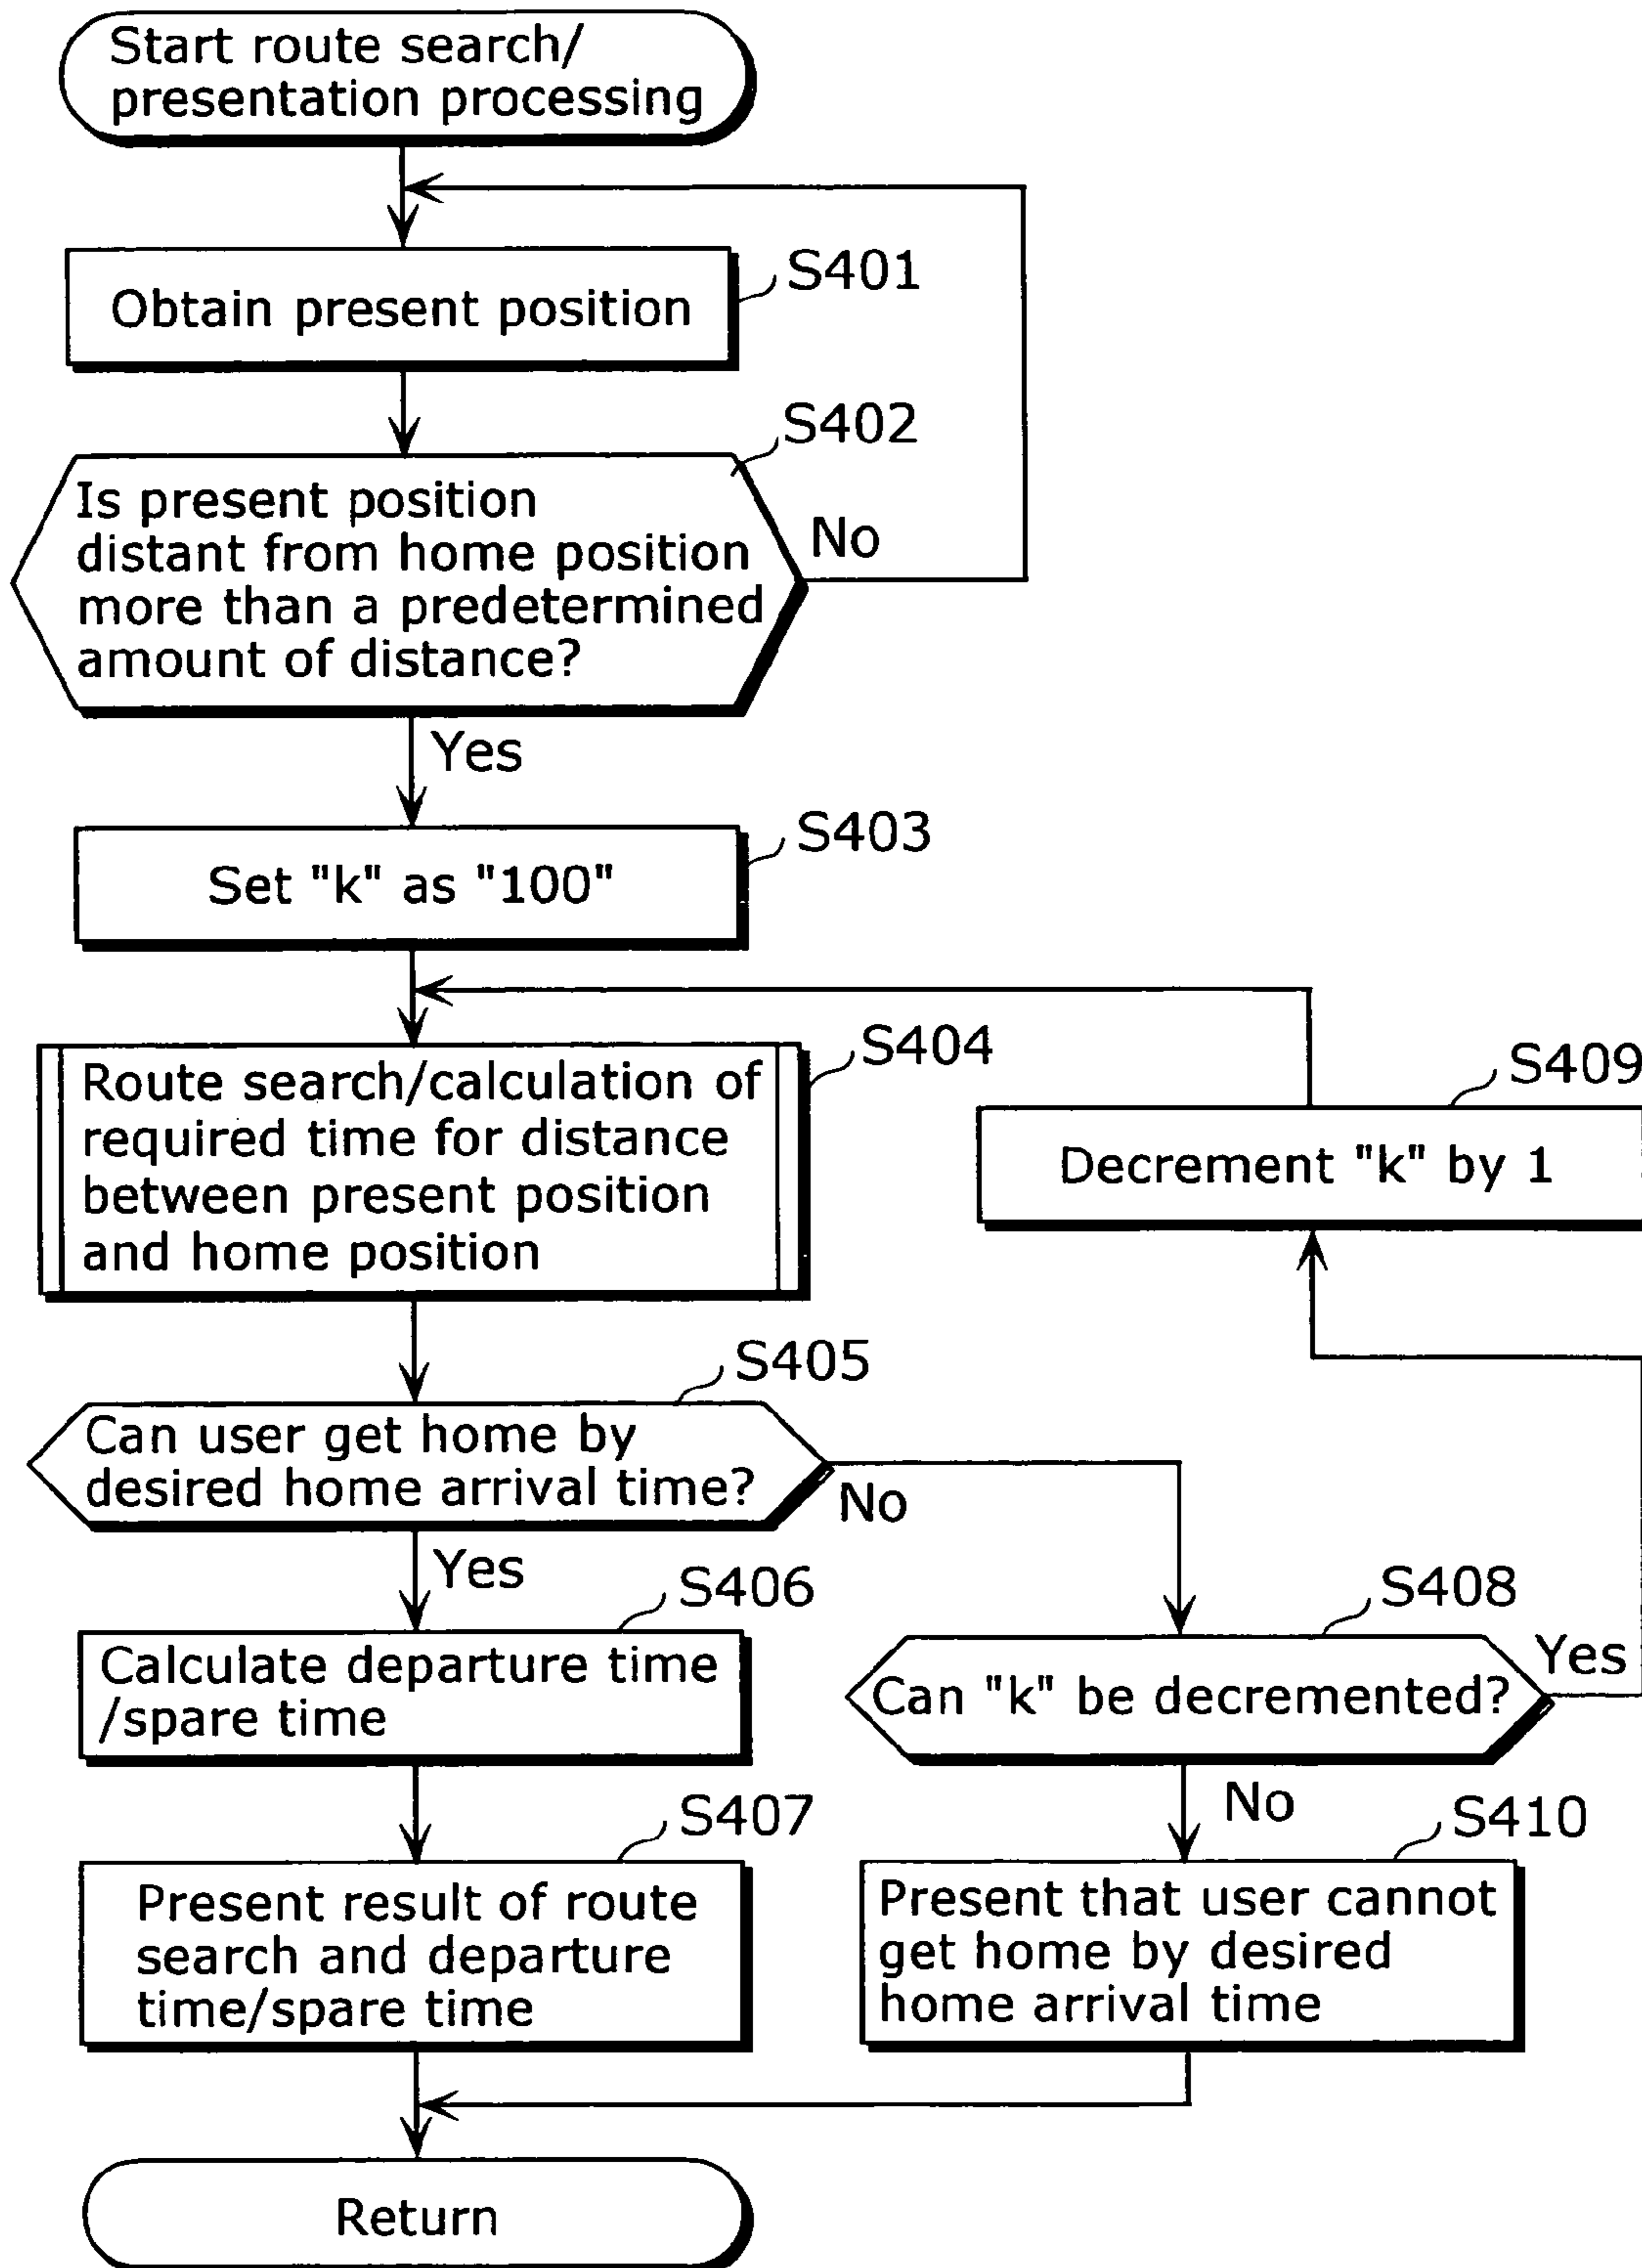 Start route search/
presentation processing
S401
Obtain present position
S402
Is present position
distant from home position
more than a predetermined
amount of distance?
No
Yes
S403
Set "k" as "100"
S404
Route search/calculation of
required time for distance
between present position
and home position
S409
Decrement "k" by 1
S405
Can user get home by
desired home arrival time?
No
Yes
S406
Calculate departure time
/spare time
S408
Can "k" be decremented?
Yes
No
S407
Present result of route
search and departure
time/spare time
S410
Present that user cannot
get home by desired
home arrival time
Return